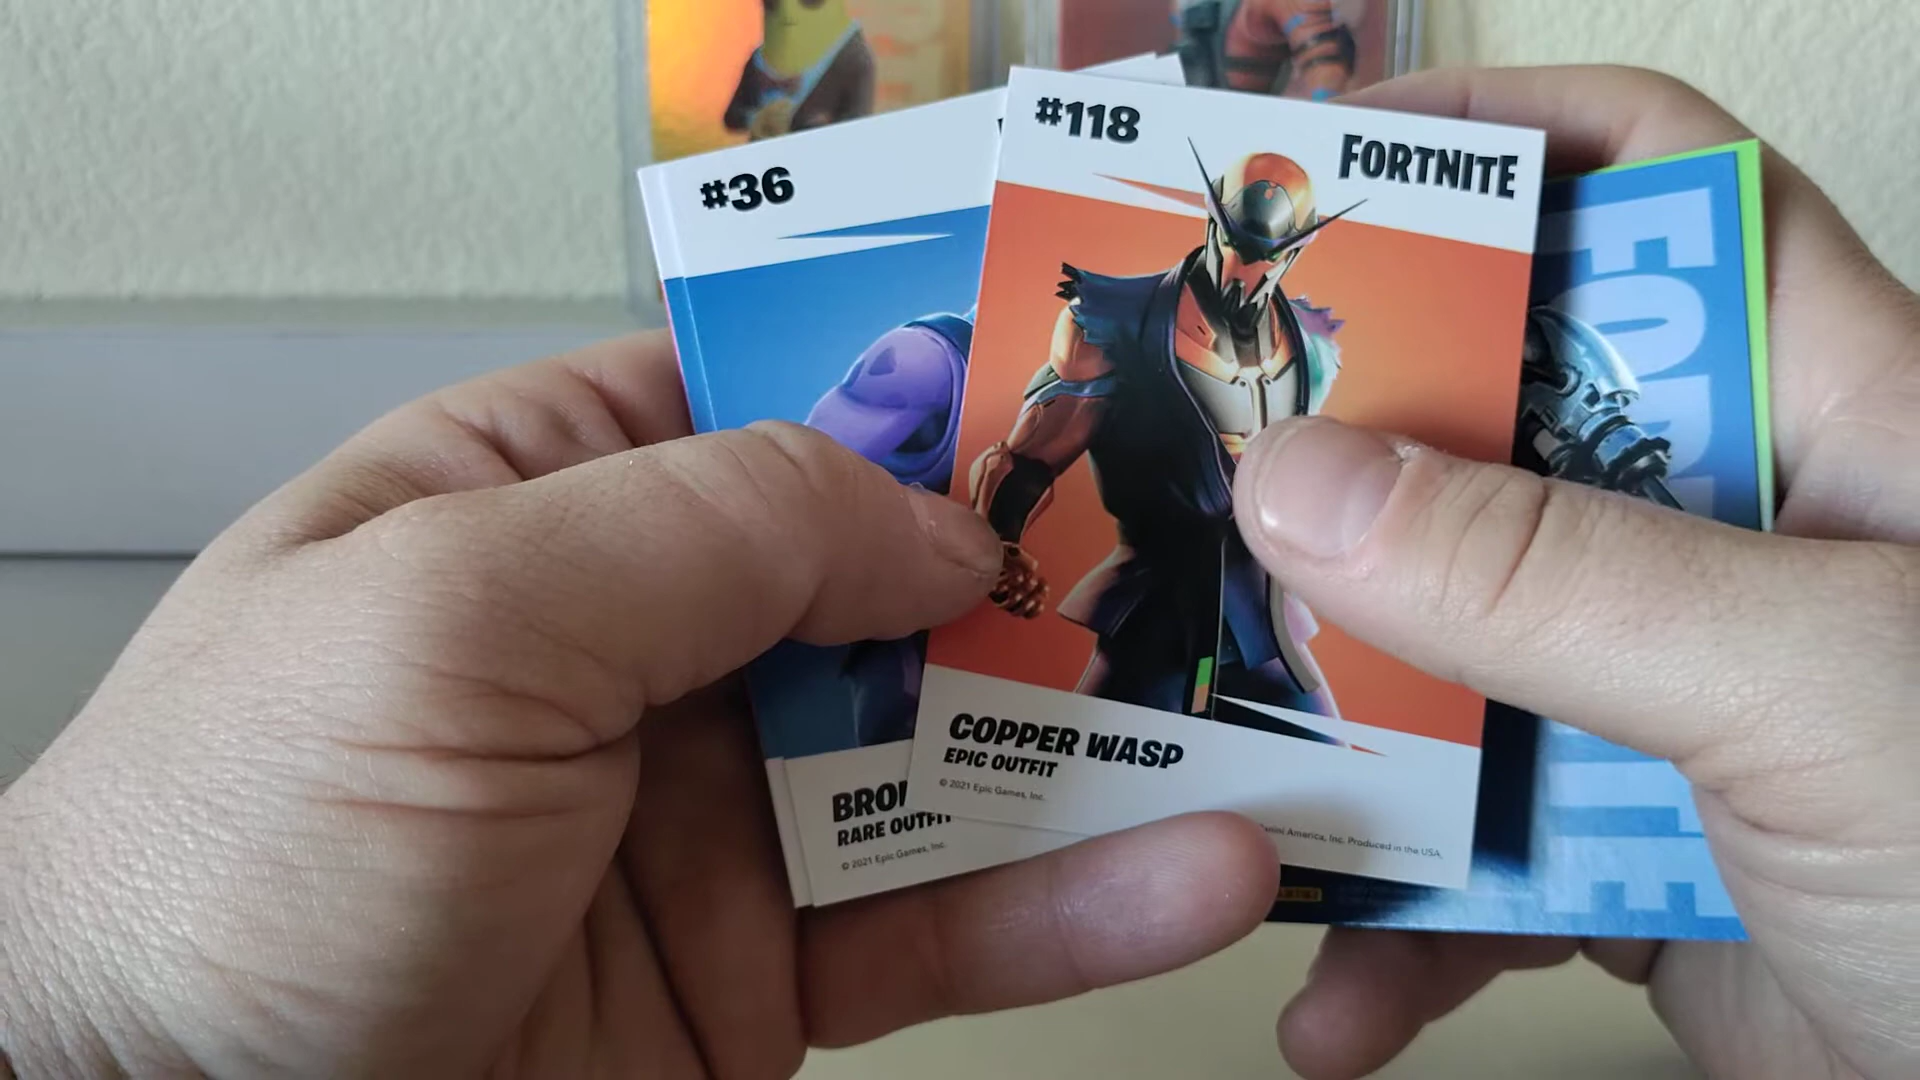 #36
BRO
RARE OUTFIT
© 2021 Epic Games, Inc.
#118
FORTNITE
COPPER WASP
EPIC OUTFIT
© 2021 Epic Games, Inc.
Panini America, Inc. Produced in the USA.